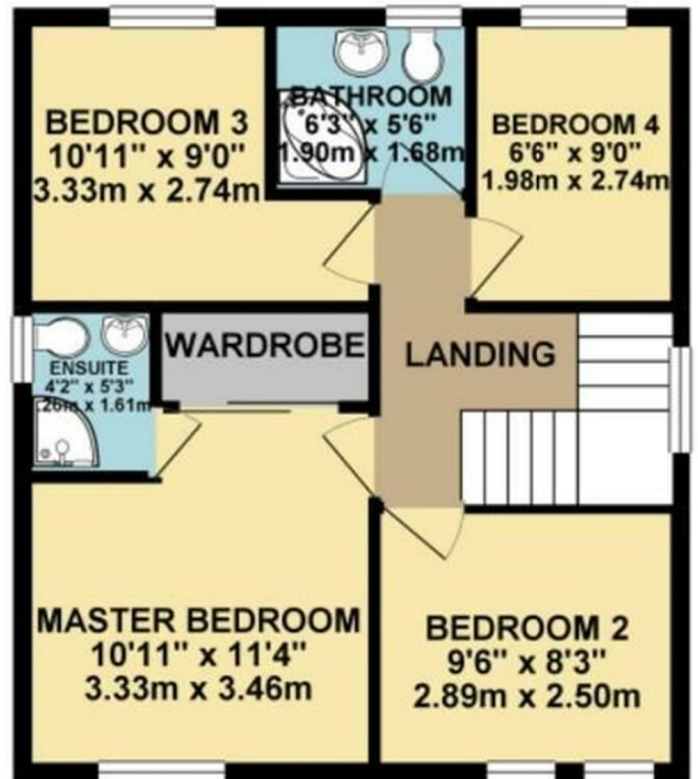 BEDROOM 3
10'11" x 9'0"
3.33m x 2.74m
BATHROOM
6'3" x 5'6"
1.90m x 1.68m
BEDROOM 4
6'6" x 9'0"
1.98m x 2.74m
ENSUITE
4'2" x 5'3"
.26m x 1.61m
WARDROBE
LANDING
MASTER BEDROOM
10'11" x 11'4"
3.33m x 3.46m
BEDROOM 2
9'6" x 8'3"
2.89m x 2.50m